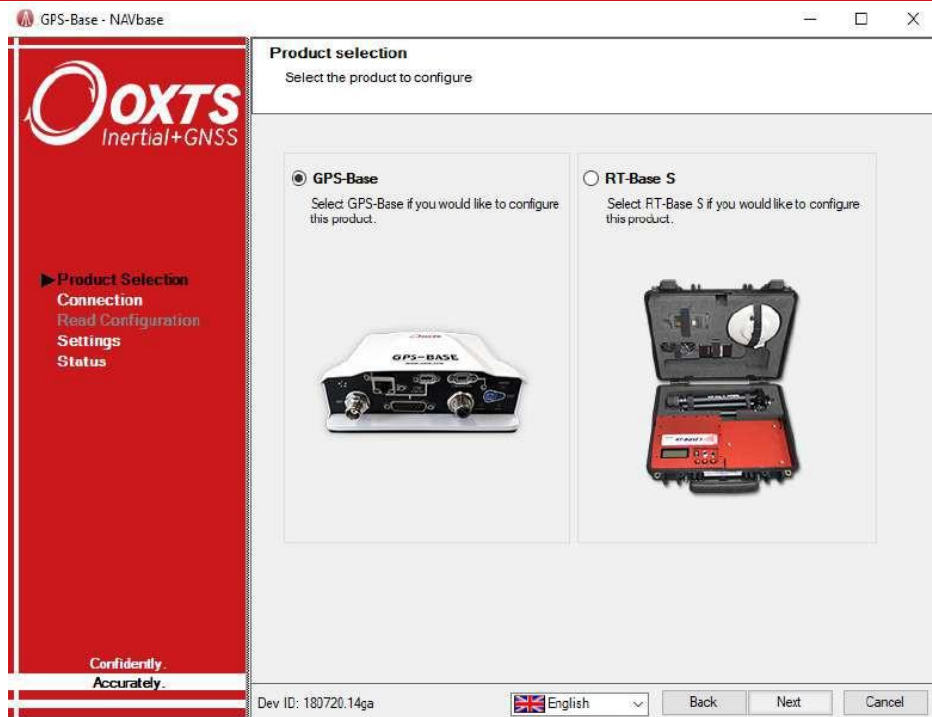 GPS-Base - NAVbase
OXTS
Inertial+GNSS
Product Selection
Connection
Read Configuration
Settings
Status
Confidently.
Accurately.
Product selection
Select the product to configure
GPS-Base
Select GPS-Base if you would like to configure
this product.
GPS-BASE
RT-Base S
Select RT-Base S if you would like to configure
this product.
RT-BASE S
Dev ID: 180720.14ga
English
Back
Next
Cancel